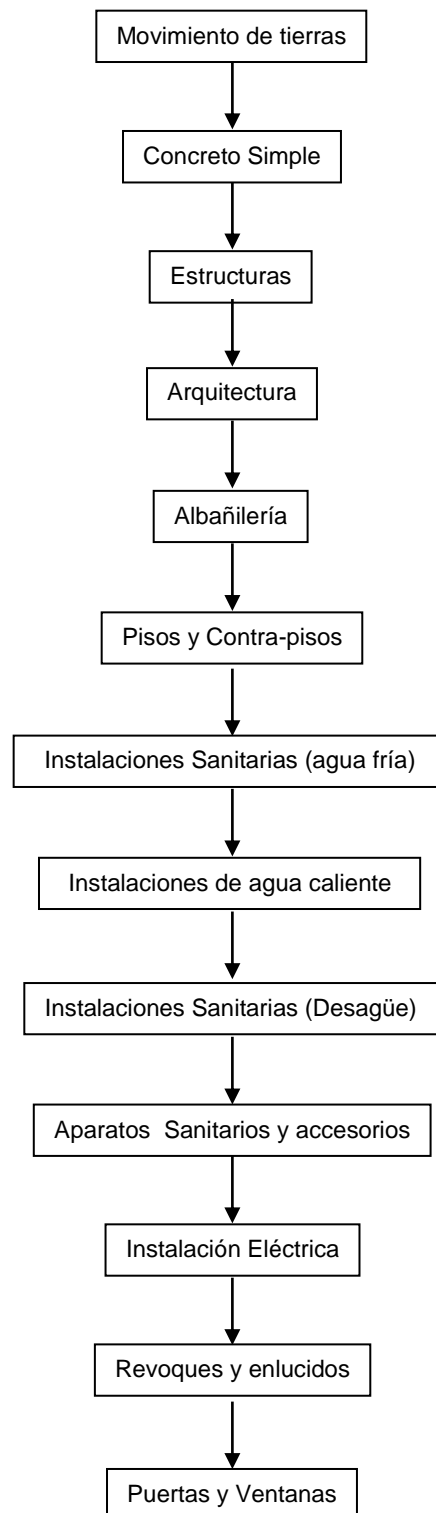 Movimiento de tierras
Concreto Simple
Estructuras
Arquitectura
Albañilería
Pisos y Contra-pisos
Instalaciones Sanitarias (agua fría)
Instalaciones de agua caliente
Instalaciones Sanitarias (Desagüe)
Aparatos  Sanitarios y accesorios
Instalación Eléctrica
Revoques y enlucidos
Puertas y Ventanas